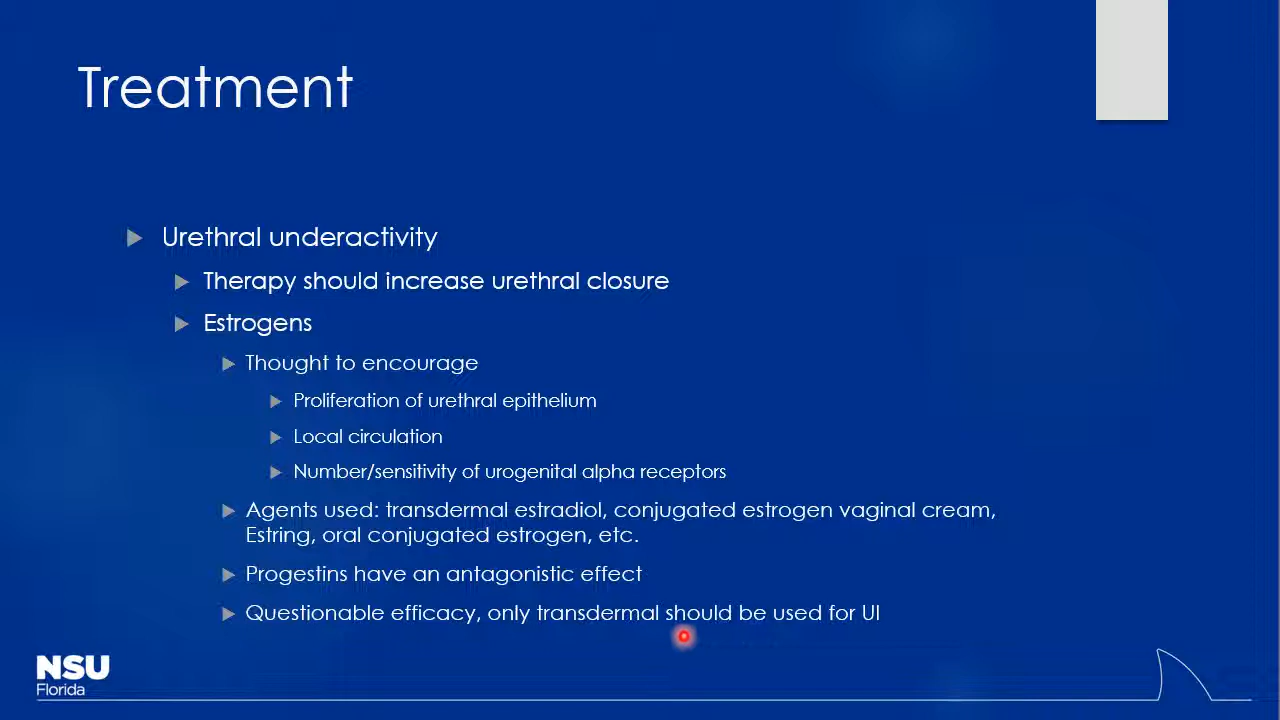 Treatment
Urethral underactivity
Therapy should increase urethral closure
Estrogens
Thought to encourage
Proliferation of urethral epithelium
Local circulation
Number/sensitivity of urogenital alpha receptors
Agents used: transdermal estradiol, conjugated estrogen vaginal cream,
Estring, oral conjugated estrogen, etc.
Progestins have an antagonistic effect
Questionable efficacy, only transdermal should be used for UI
NSU
Florida